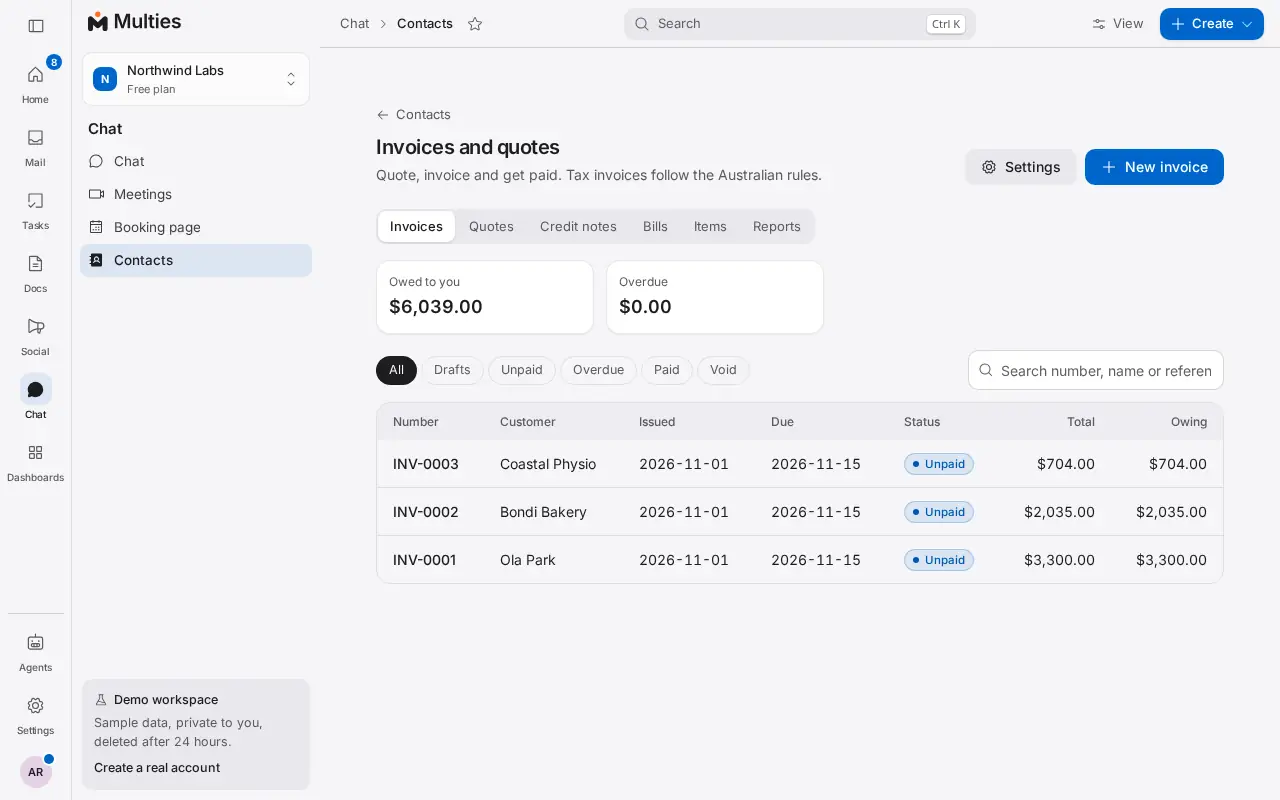 Multies
Chat
Contacts
Search
Ctrl K
View
Create
8
Home
Mail
Tasks
Docs
Social
Chat
Dashboards
Agents
Settings
AR
N
Northwind Labs
Free plan
Chat
Chat
Meetings
Booking page
Contacts
Demo workspace
Sample data, private to you,
deleted after 24 hours.
Create a real account
Contacts
Invoices and quotes
Quote, invoice and get paid. Tax invoices follow the Australian rules.
Settings
New invoice
Invoices Quotes Credit notes Bills Items Reports
Owed to you
$6,039.00
Overdue
$0.00
All Drafts Unpaid Overdue Paid Void
Search number, name or referen
Number Customer Issued Due Status Total Owing
INV-0003 Coastal Physio 2026-11-01 2026-11-15 Unpaid $704.00 $704.00
INV-0002 Bondi Bakery 2026-11-01 2026-11-15 Unpaid $2,035.00 $2,035.00
INV-0001 Ola Park 2026-11-01 2026-11-15 Unpaid $3,300.00 $3,300.00